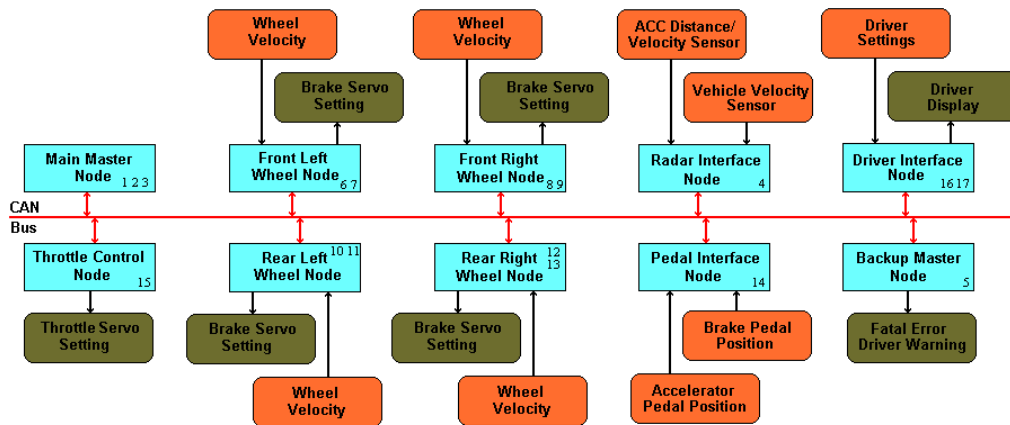 Wheel
Velocity
Wheel
Velocity
ACC Distance/
Velocity Sensor
Driver
Settings
Brake Servo
Setting
Brake Servo
Setting
Vehicle Velocity
Sensor
Driver
Display
Main Master
Node
1 2 3
Front Left
Wheel Node
6 7
Front Right
Wheel Node
8 9
Radar Interface
Node
4
Driver Interface
Node
16 17
CAN
Bus
Throttle Control
Node
15
Rear Left
Wheel Node
10 11
Rear Right
Wheel Node
12
13
Pedal Interface
Node
14
Backup Master
Node
5
Throttle Servo
Setting
Brake Servo
Setting
Brake Servo
Setting
Brake Pedal
Position
Fatal Error
Driver Warning
Wheel
Velocity
Wheel
Velocity
Accelerator
Pedal Position